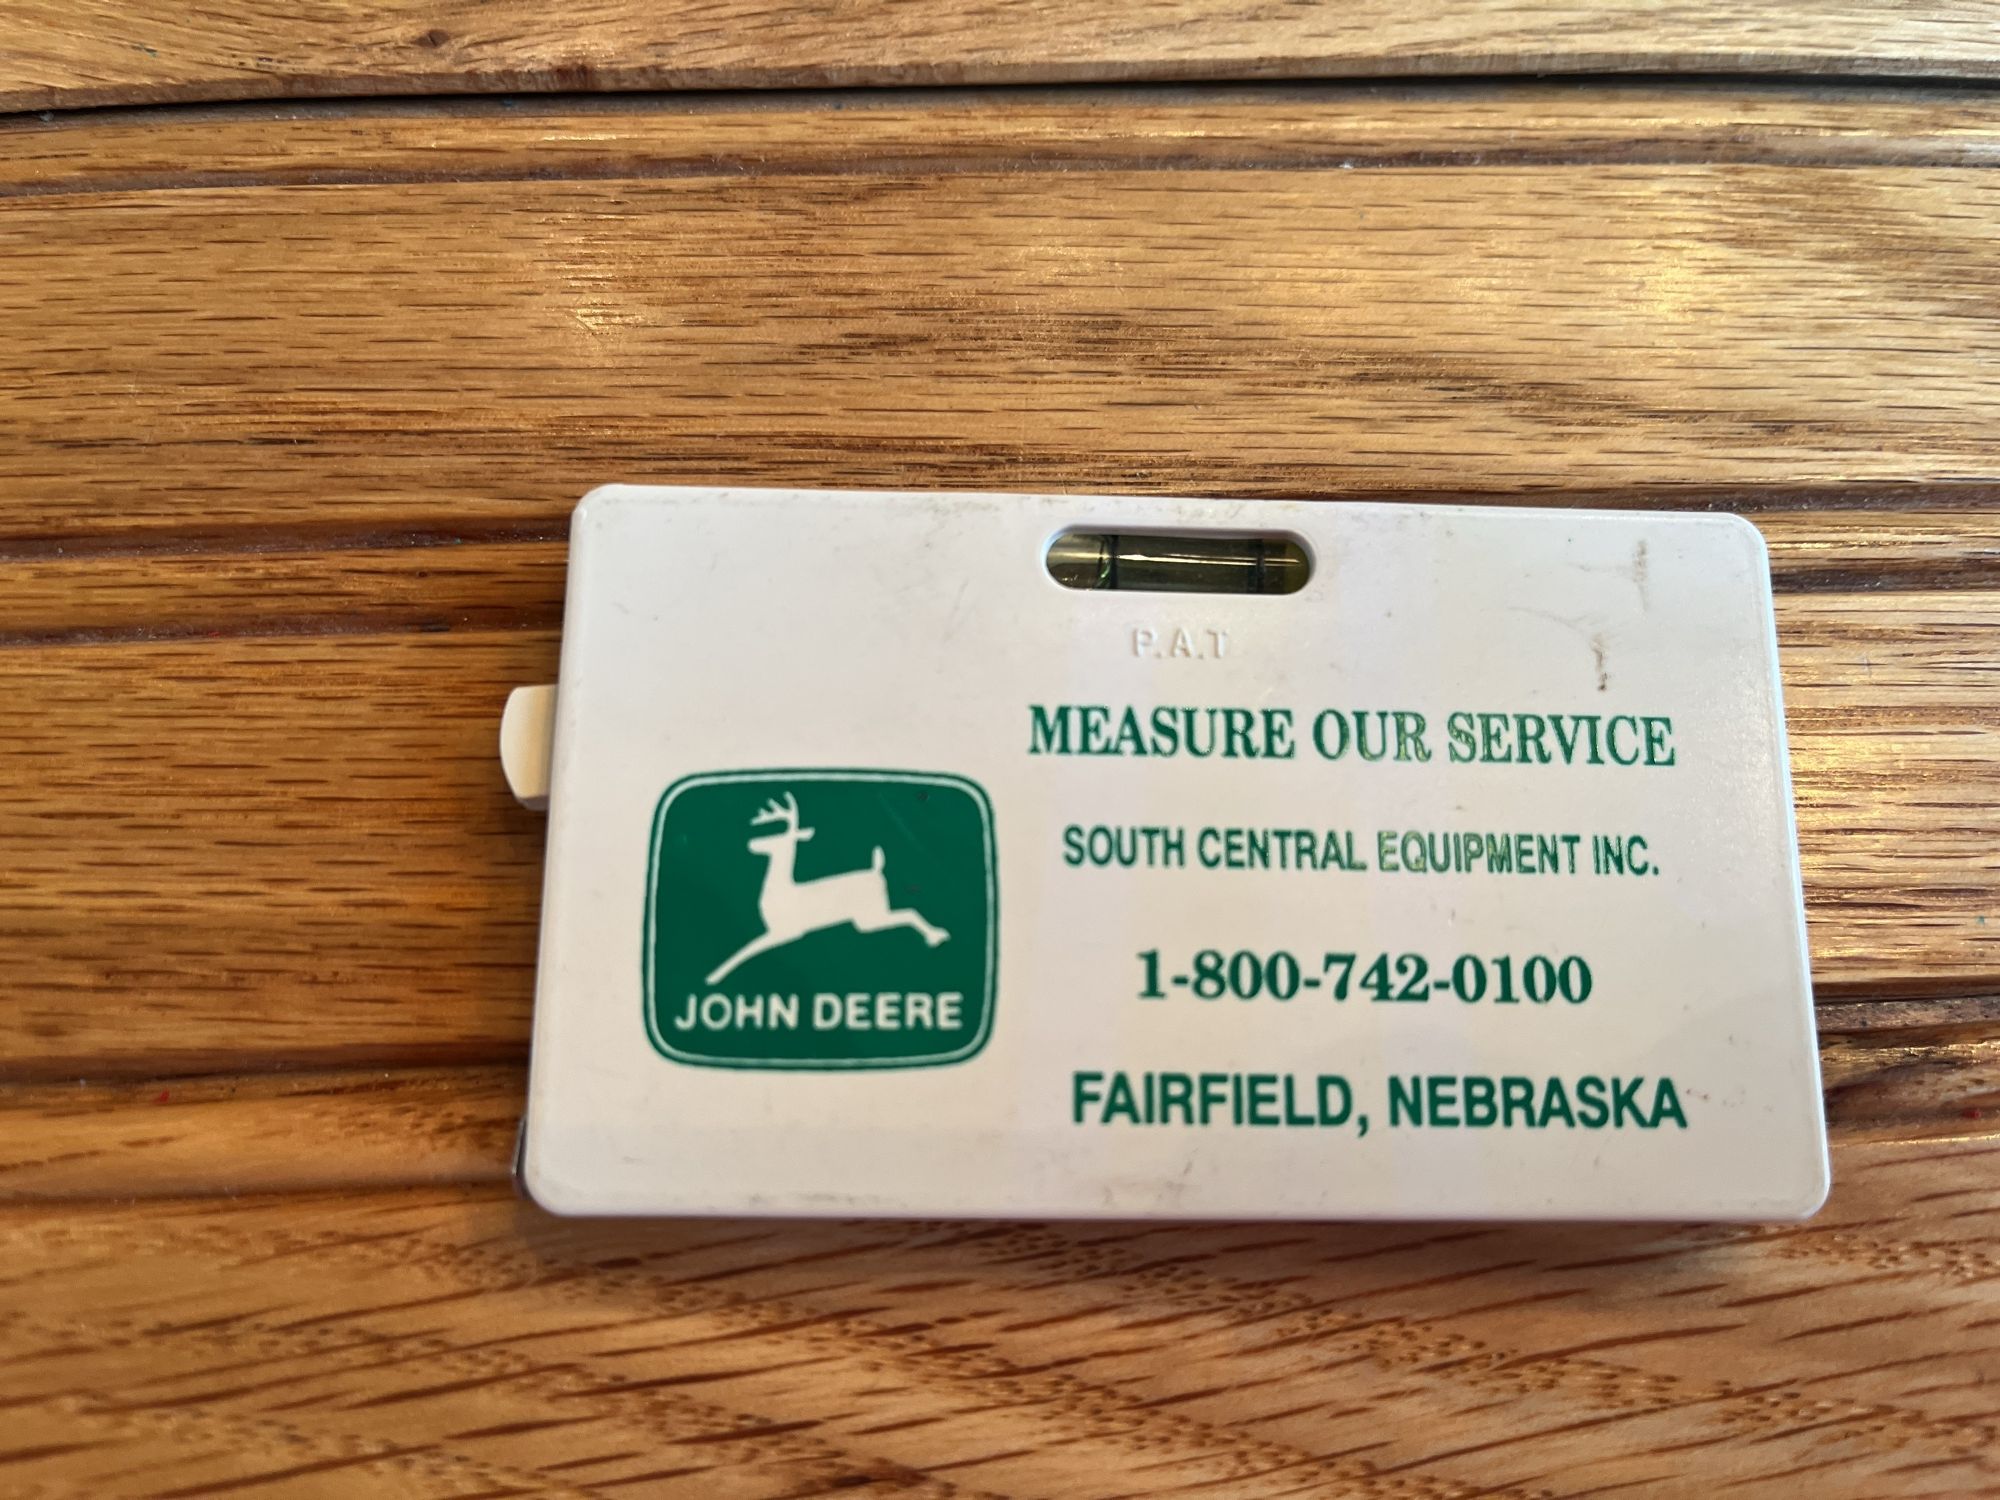 P.A.T
MEASURE OUR SERVICE
SOUTH CENTRAL EQUIPMENT INC.
1-800-742-0100
FAIRFIELD, NEBRASKA
JOHN DEERE